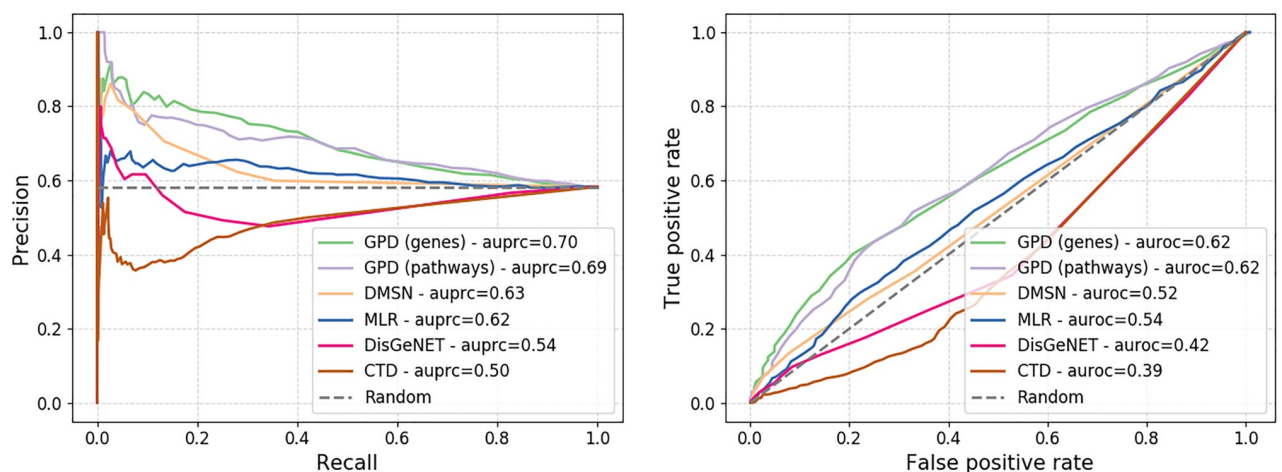 1.0
0.8
0.6
0.4
0.2
0.0
Precision
0.0 0.2 0.4 0.6 0.8 1.0
Recall
GPD (genes) - auprc=0.70
GPD (pathways) - auprc=0.69
DMSN - auprc=0.63
MLR - auprc=0.62
DisGeNET - auprc=0.54
CTD - auprc=0.50
Random
1.0
0.8
0.6
0.4
0.2
0.0
True positive rate
0.0 0.2 0.4 0.6 0.8 1.0
False positive rate
GPD (genes) - auroc=0.62
GPD (pathways) - auroc=0.62
DMSN - auroc=0.52
MLR - auroc=0.54
DisGeNET - auroc=0.42
CTD - auroc=0.39
Random